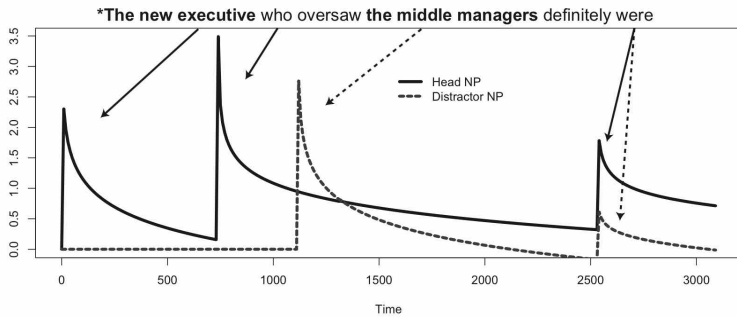 *The new executive who oversaw the middle managers definitely were
3.5
3.0
2.5
2.0
1.5
1.0
0.5
0.0
Head NP
Distractor NP
0 500 1000 1500 2000 2500 3000
Time